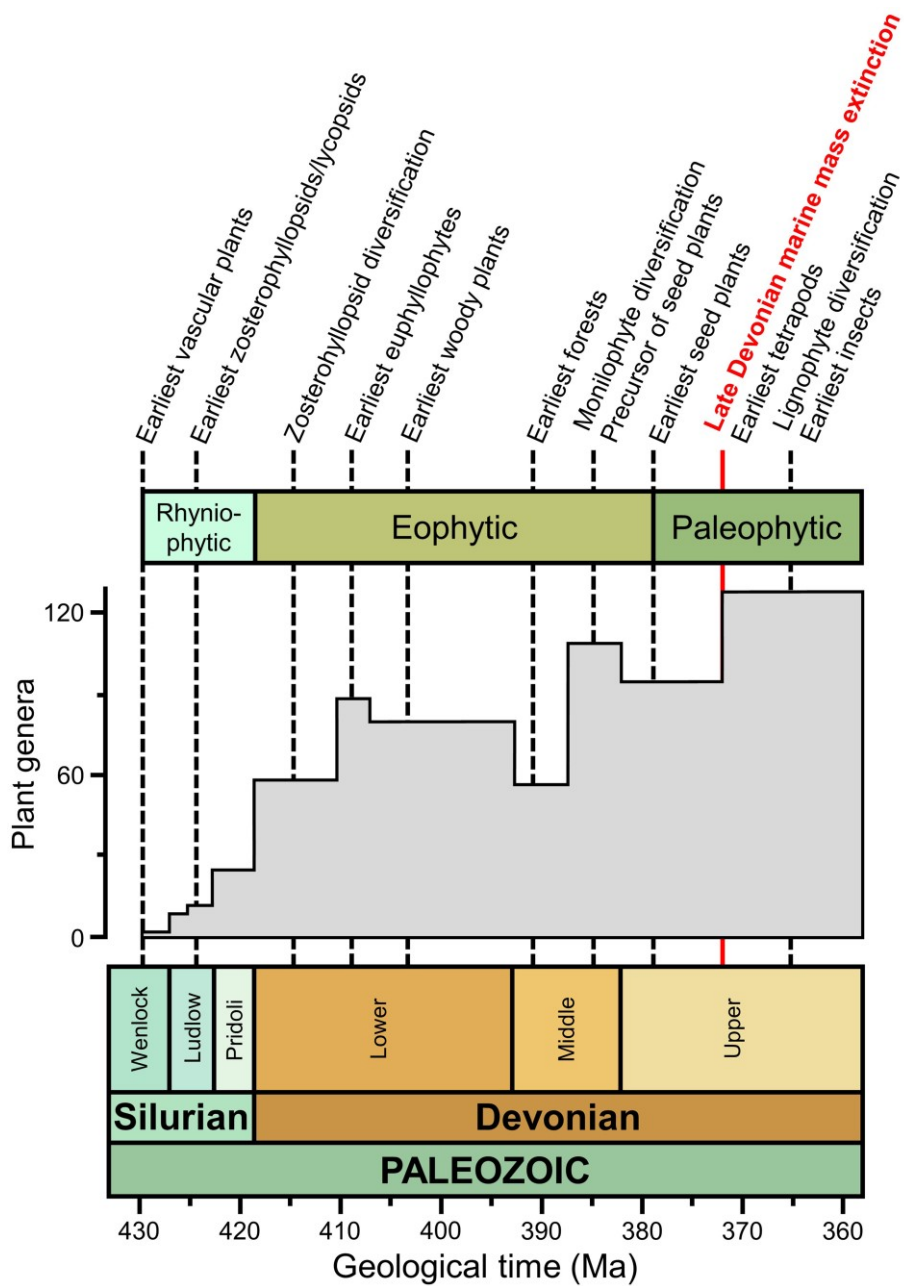 Earliest vascular plants
Earliest zosterophyllopsids/lycopsids
Zosterohyllopsid diversification
Earliest euphyllophytes
Earliest woody plants
Earliest forests
Monilophyte diversification
Precursor of seed plants
Earliest seed plants
Late Devonian marine mass extinction
Earliest tetrapods
Lignophyte diversification
Earliest insects
Rhynio-
phytic
Eophytic
Paleophytic
120
60
0
Plant genera
Wenlock
Ludlow
Pridoli
Lower
Middle
Upper
Silurian
Devonian
PALEOZOIC
430 420 410 400 390 380 370 360
Geological time (Ma)